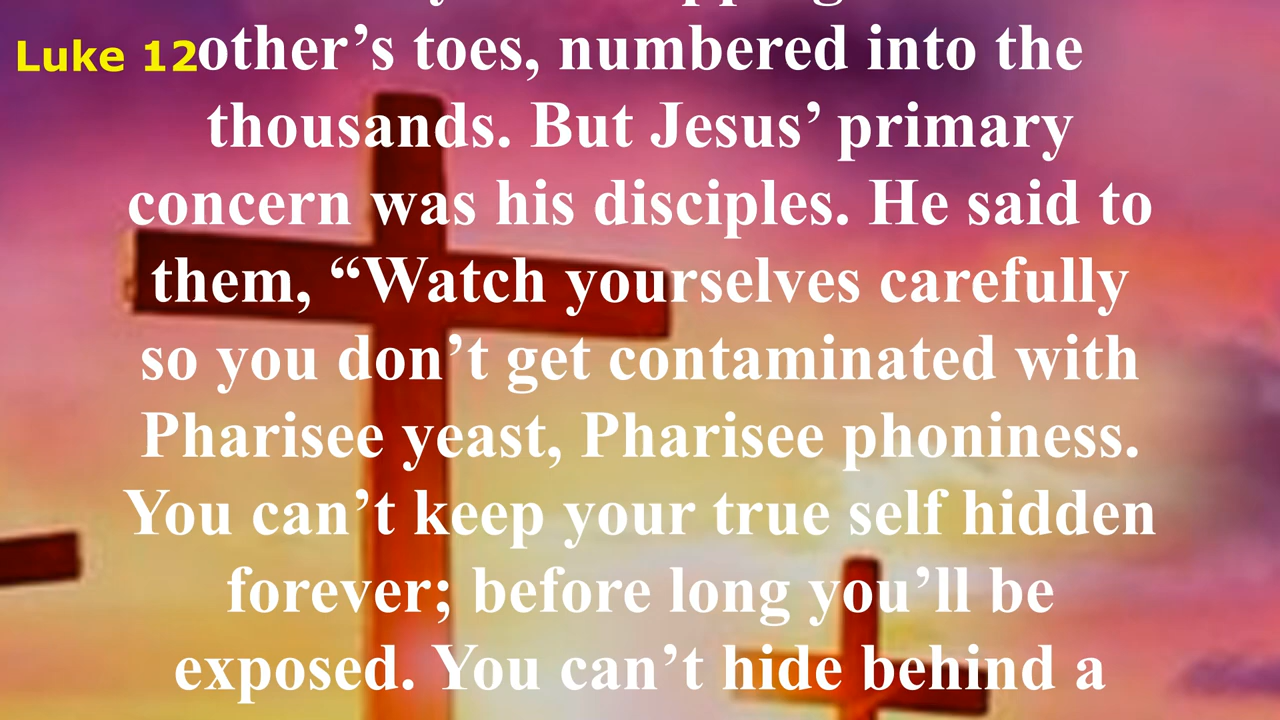 Luke 12
other’s toes, numbered into the
thousands. But Jesus’ primary
concern was his disciples. He said to
them, “Watch yourselves carefully
so you don’t get contaminated with
Pharisee yeast, Pharisee phoniness.
You can’t keep your true self hidden
forever; before long you’ll be
exposed. You can’t hide behind a